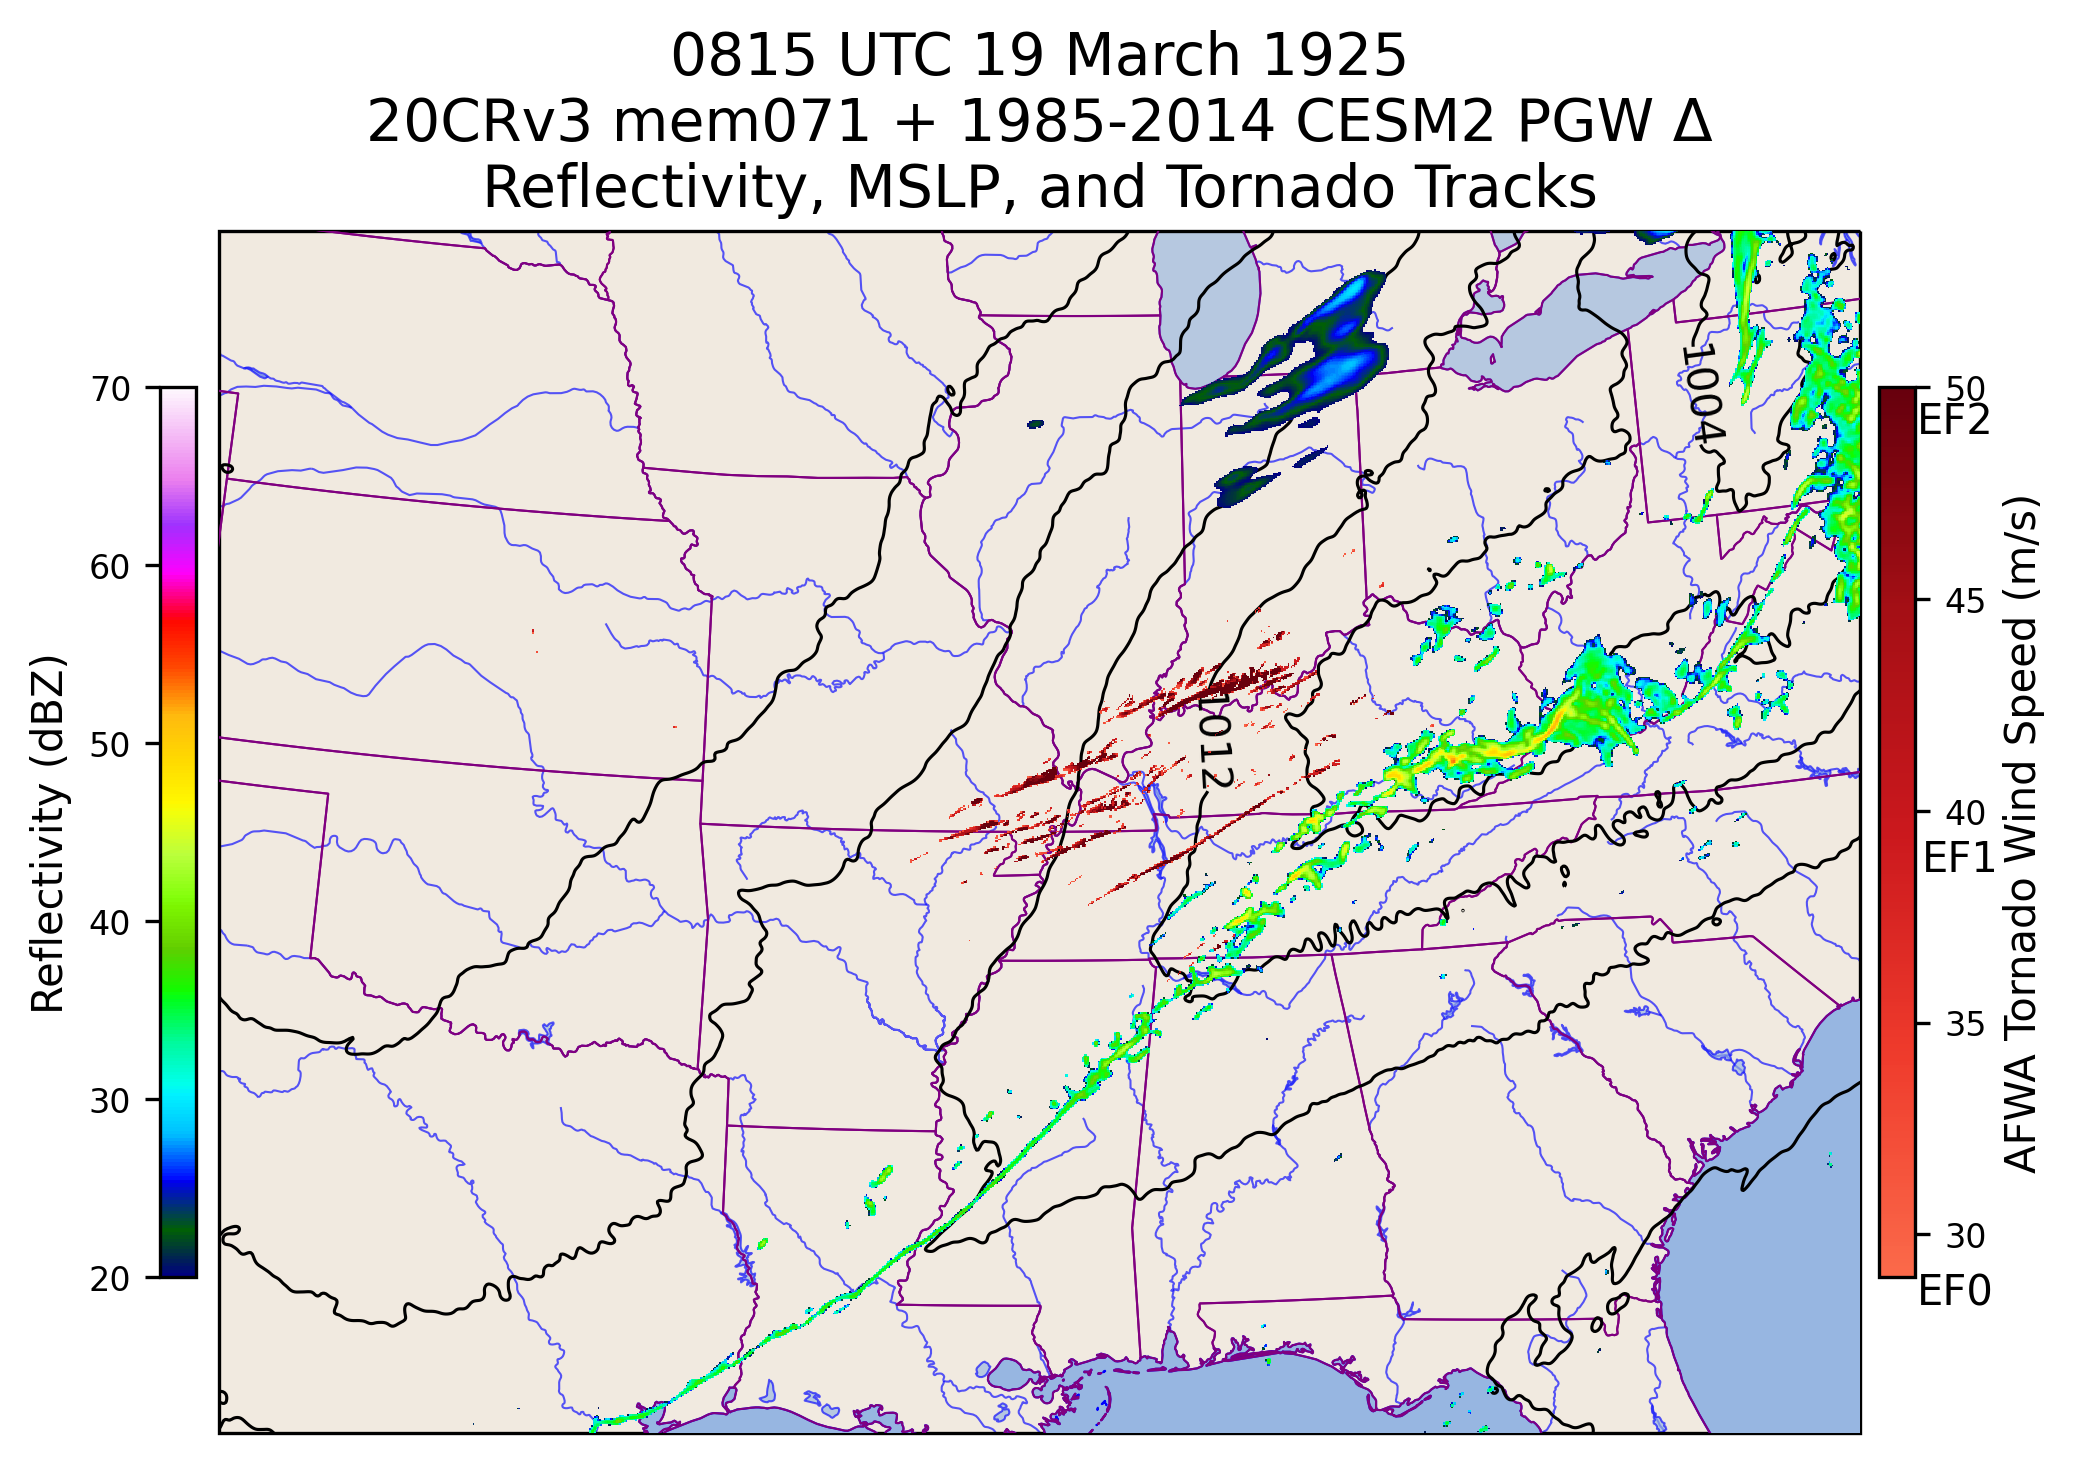 0815 UTC 19 March 1925
20CRv3 mem071 + 1985-2014 CESM2 PGW Δ
Reflectivity, MSLP, and Tornado Tracks
Reflectivity (dBZ)
70
60
50
40
30
20
1004
1012
50
EF2
45
40
EF1
35
30
EF0
AFWA Tornado Wind Speed (m/s)